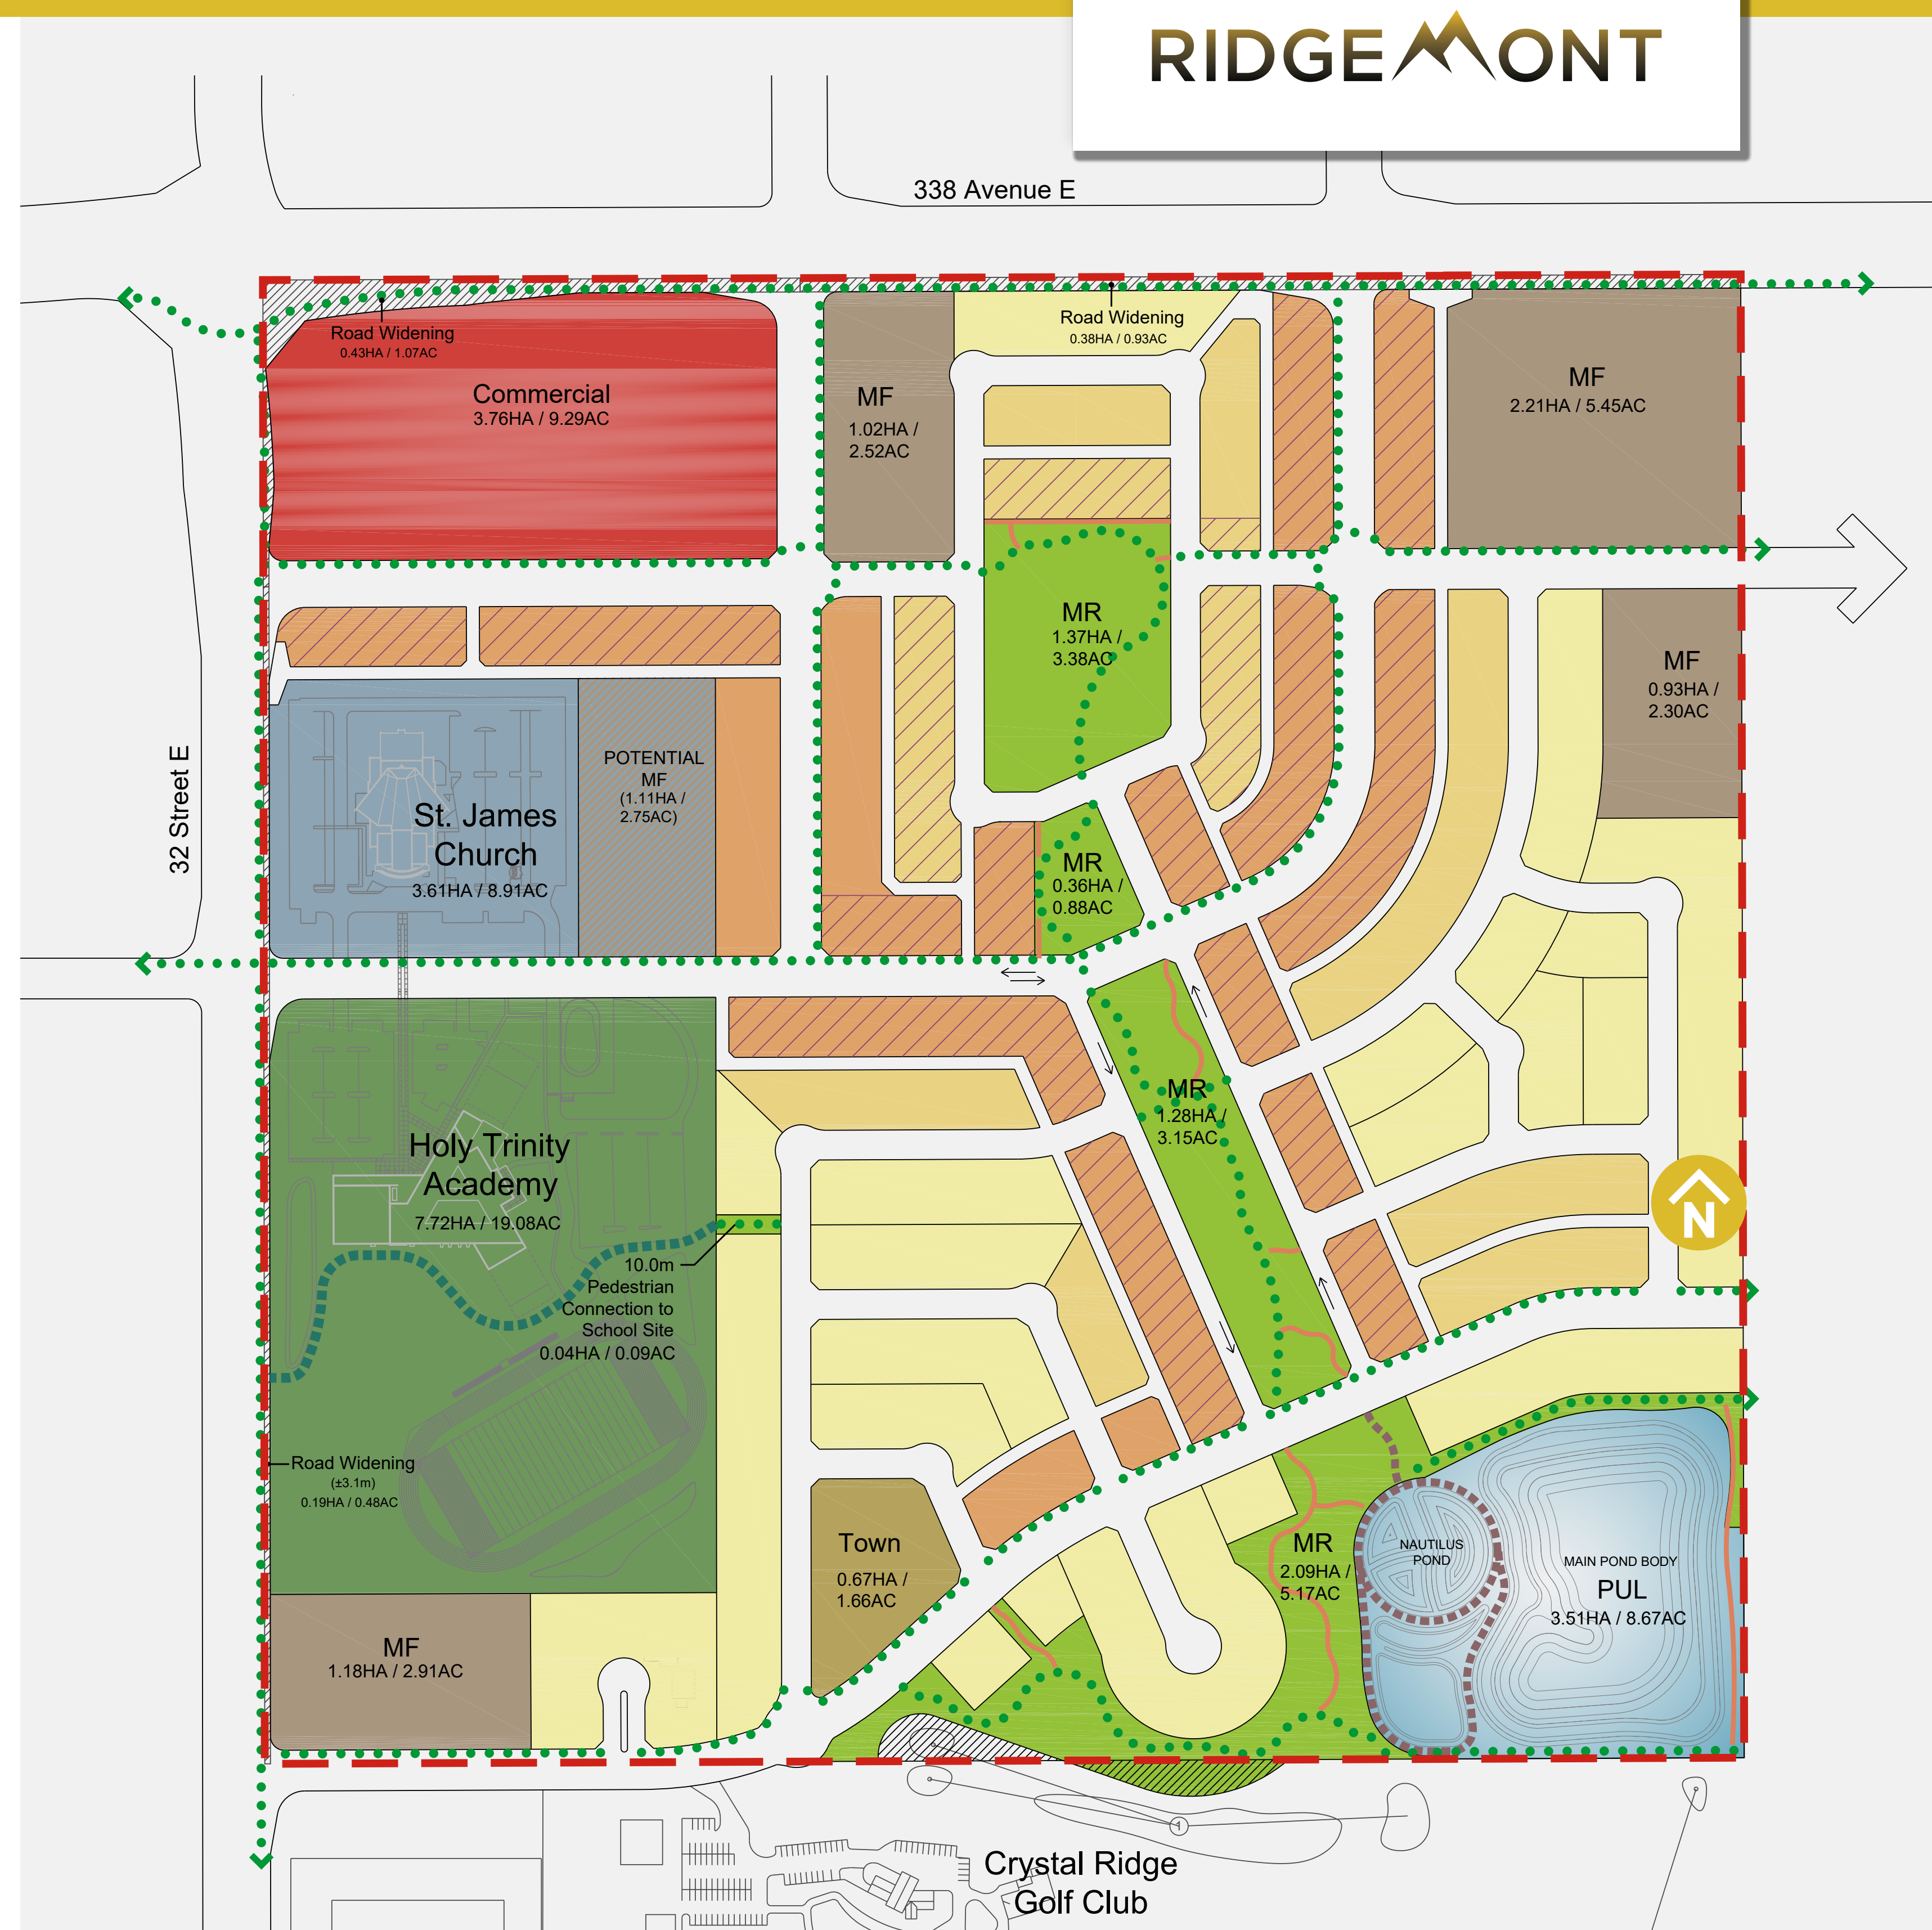 RIDGEMONT
338 Avenue E
Road Widening
0.43HA / 1.07AC
Road Widening
0.38HA / 0.93AC
Commercial
3.76HA / 9.29AC
MF
1.02HA /
2.52AC
MF
2.21HA / 5.45AC
MR
1.37HA /
3.38AC
MF
0.93HA /
2.30AC
32 Street E
POTENTIAL
MF
(1.11HA /
2.75AC)
St. James
Church
3.61HA / 8.91AC
MR
0.36HA /
0.88AC
MR
1.28HA /
3.15AC
Holy Trinity
Academy
7.72HA / 19.08AC
N
10.0m
Pedestrian
Connection to
School Site
0.04HA / 0.09AC
Road Widening
(±3.1m)
0.19HA / 0.48AC
Town
0.67HA /
1.66AC
MR
2.09HA /
5.17AC
NAUTILUS
POND
MAIN POND BODY
PUL
3.51HA / 8.67AC
MF
1.18HA / 2.91AC
1
Crystal Ridge
Golf Club